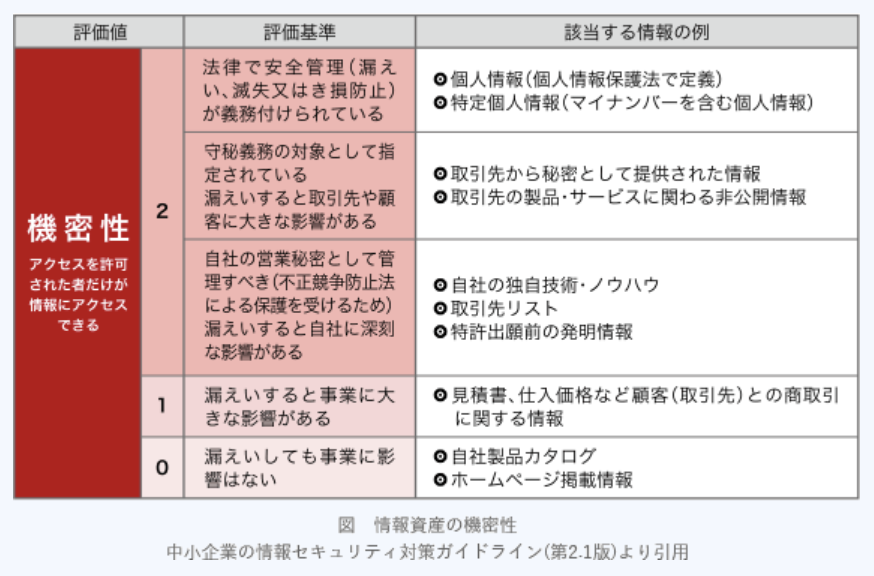 評価値 評価基準 該当する情報の例
機密性
アクセスを許可
された者だけが
情報にアクセス
できる
2
法律で安全管理(漏え
い、滅失又はき損防止)
が義務付けられている
個人情報(個人情報保護法で定義)
特定個人情報(マイナンバーを含む個人情報)
守秘義務の対象として指
定されている
漏えいすると取引先や顧
客に大きな影響がある
取引先から秘密として提供された情報
取引先の製品・サービスに関わる非公開情報
自社の営業秘密として管
理すべき(不正競争防止法
による保護を受けるため)
漏えいすると自社に深刻
な影響がある
自社の独自技術・ノウハウ
取引先リスト
特許出願前の発明情報
1
漏えいすると事業に大
きな影響がある
見積書、仕入価格など顧客(取引先)との商取引
に関する情報
0
漏えいしても事業に影
響はない
自社製品カタログ
ホームページ掲載情報
図　情報資産の機密性
中小企業の情報セキュリティ対策ガイドライン(第2.1版)より引用